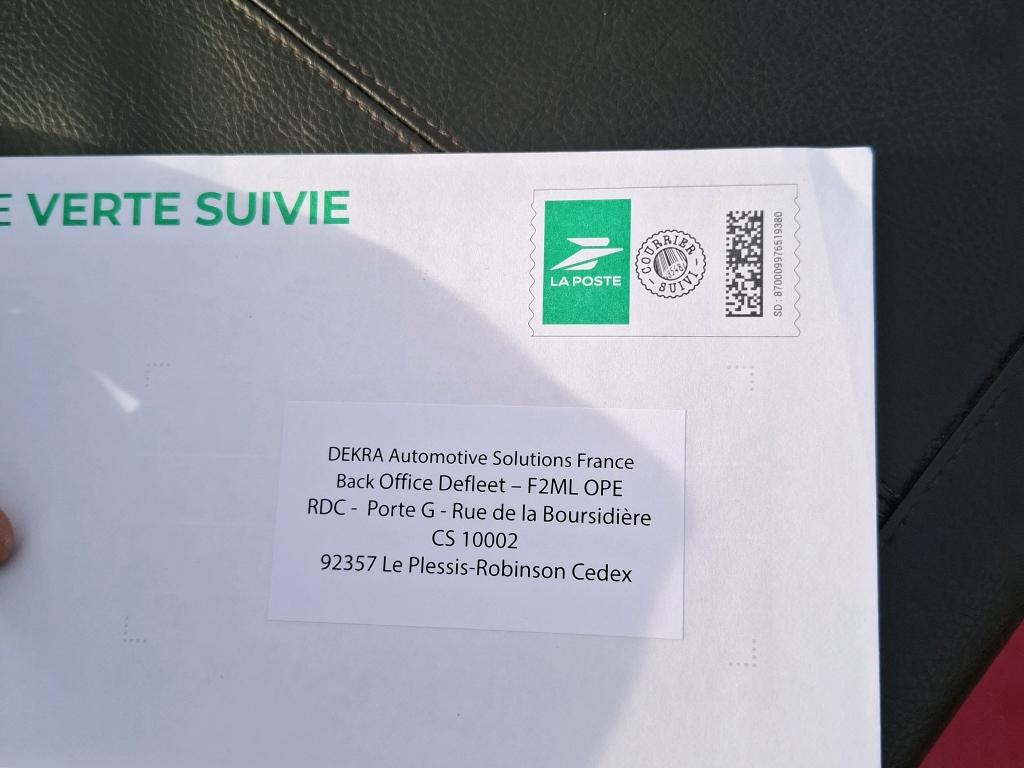 E VERTE SUIVIE
LA POSTE
COURRIER
SUIVI
SD : 870009976519380
DEKRA Automotive Solutions France
Back Office Defleet – F2ML OPE
RDC - Porte G - Rue de la Boursidière
CS 10002
92357 Le Plessis-Robinson Cedex